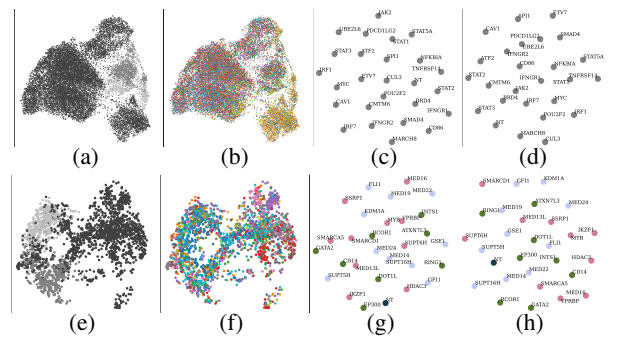 JAK2
UBE2L6
PDCD1LG2
STAT5A
STAT1
STAT3
ATF2
SPI1
NFKBIA
TNFRSF14
IRF1
ETV7
CUL3
NT
MYC
STAT2
POU2F2
CAV1
CMTM6
BRD4
IFNGR1
IRF7
IFNGR2
SMAD4
CD86
MARCH8
SPI1
ETV7
CAV1
PDCD1LG2
SMAD4
UBE2L6
IFNGR2
ATF2
CD86
NFKBIA
STAT5A
STAT2
IFNGR1
STAT1
TNFRSF14
CMTM6
JAK2
BRD4
IRF7
MYC
STAT3
POU2F2
IRF1
NT
MARCH8
CUL3
(a)
(b)
(c)
(d)
MED16
FLI1
MED19
MED22
SSRP1
KDM1A
MYB
VPRBP
INTS1
RCOR1
ATXN7L3
SMARCA5
SMARCD1
SUPT6H
GSE1
GATA2
MED24
CD14
MED14
SUPT16H
RING1
MED13L
SUPT5H
DOT1L
GFI1
HDAC3
IKZF1
EP300
NT
SMARCD1
GFI1
KDM1A
ATXN7L3
MED24
RING1
MED19
MED13L
SSRP1
GSE1
IKZF1
SUPT6H
DOT1L
MYB
FLI1
SUPT5H
EP300
INTS1
HDAC3
NT
MED22
CD14
MED14
SUPT16H
SMARCA5
MED16
RCOR1
VPRBP
GATA2
(e)
(f)
(g)
(h)